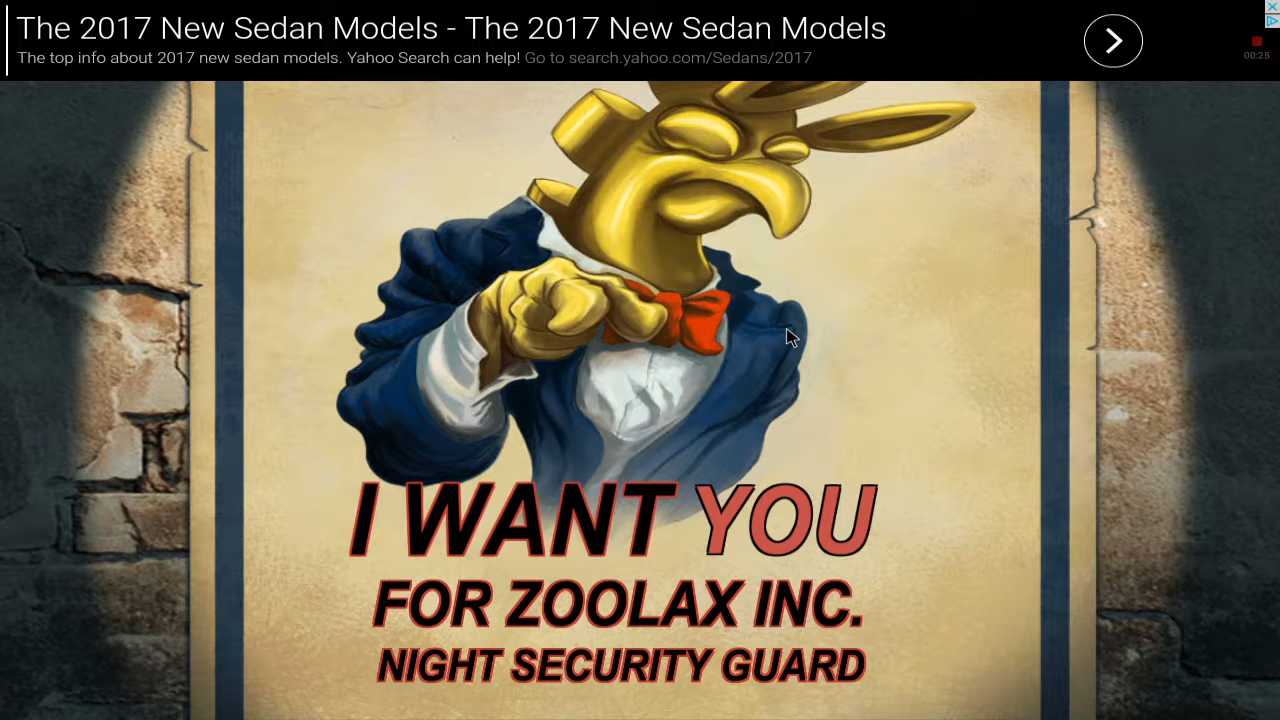 The 2017 New Sedan Models - The 2017 New Sedan Models
The top info about 2017 new sedan models. Yahoo Search can help! Go to search.yahoo.com/Sedans/2017
00:25
I WANT YOU
FOR ZOOLAX INC.
NIGHT SECURITY GUARD